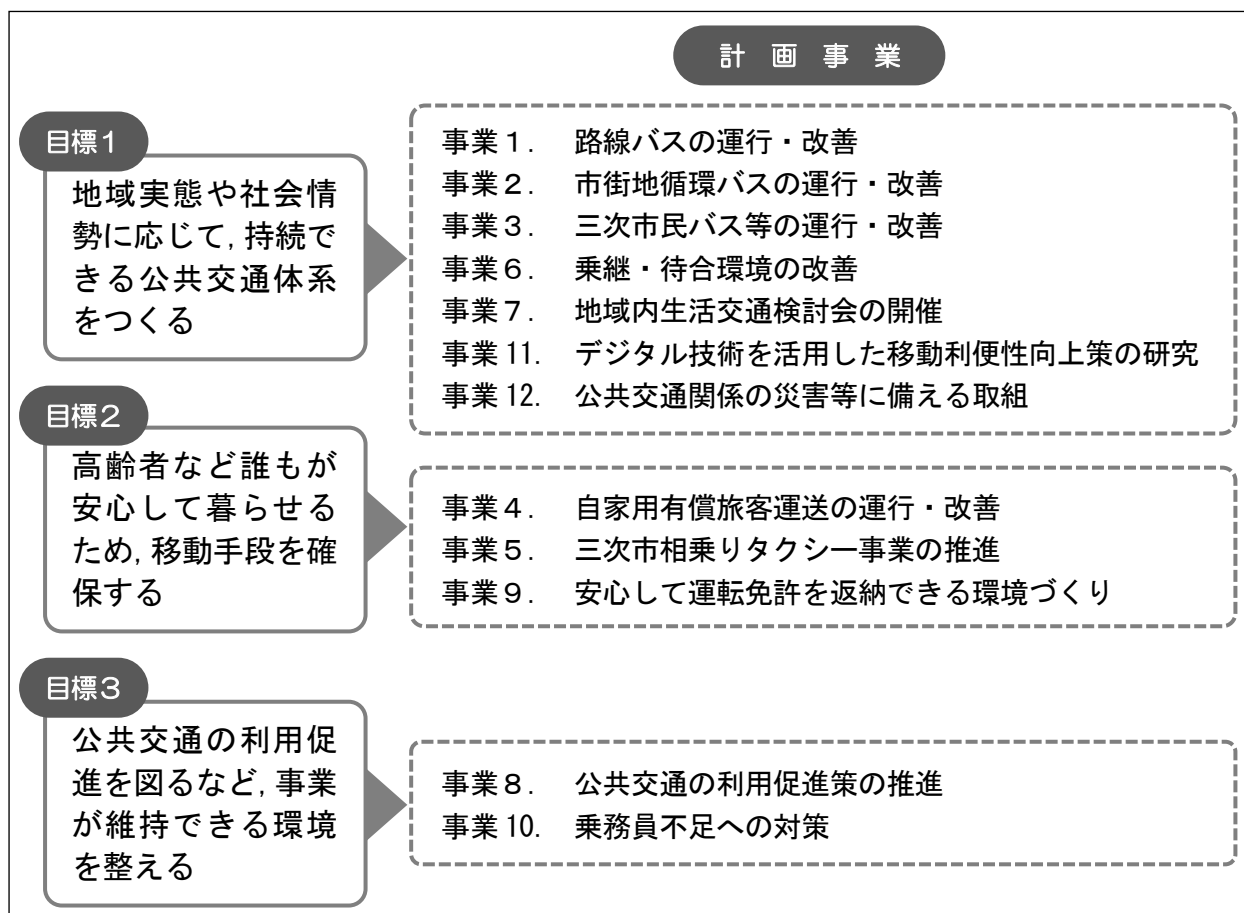 計画事業
目標1
地域実態や社会情
勢に応じて,持続で
きる公共交通体系
をつくる
事業1. 路線バスの運行・改善
事業2. 市街地循環バスの運行・改善
事業3. 三次市民バス等の運行・改善
事業6. 乗継・待合環境の改善
事業7. 地域内生活交通検討会の開催
事業11. デジタル技術を活用した移動利便性向上策の研究
事業12. 公共交通関係の災害等に備える取組
目標2
高齢者など誰もが
安心して暮らせる
ため,移動手段を確
保する
事業4. 自家用有償旅客運送の運行・改善
事業5. 三次市相乗りタクシー事業の推進
事業9. 安心して運転免許を返納できる環境づくり
目標3
公共交通の利用促
進を図るなど,事業
が維持できる環境
を整える
事業8. 公共交通の利用促進策の推進
事業10. 乗務員不足への対策